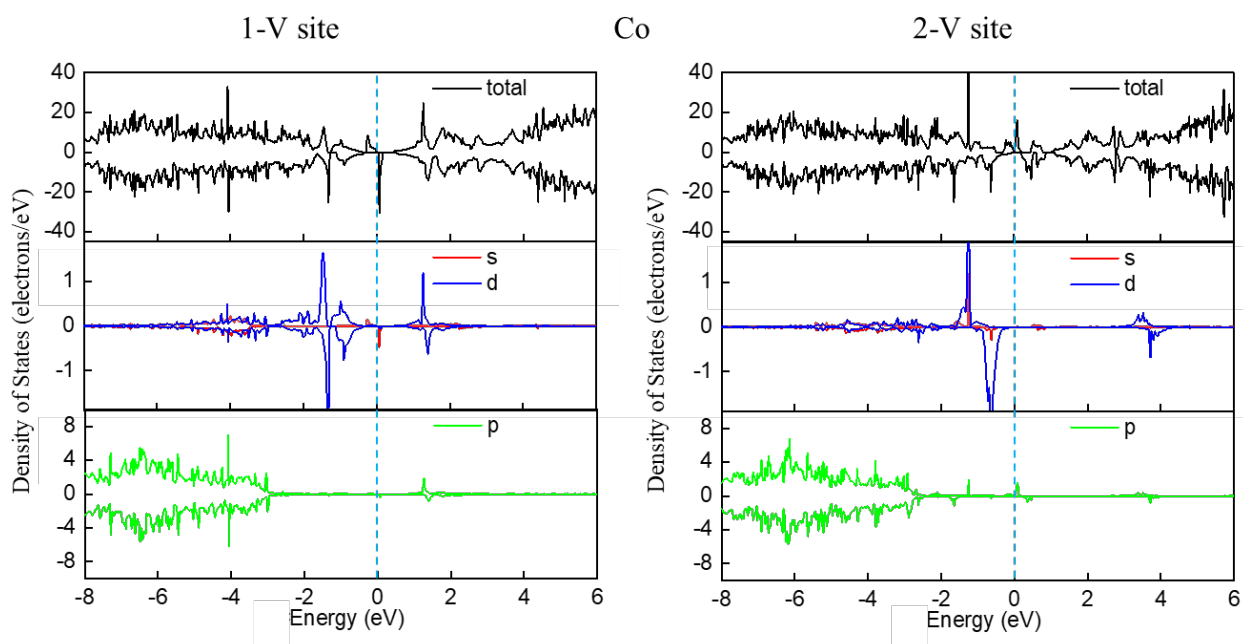 1-V site Co 2-V site
40
20
0
-20
-40
total
1
0
-1
s
d
8
4
0
-4
-8
p
-8 -6 -4 -2 0 2 4 6
Energy (eV)
Density of States (electrons/eV)
40
20
0
-20
-40
total
1
0
-1
s
d
8
4
0
-4
-8
p
-8 -6 -4 -2 0 2 4 6
Energy (eV)
Density of States (electrons/eV)